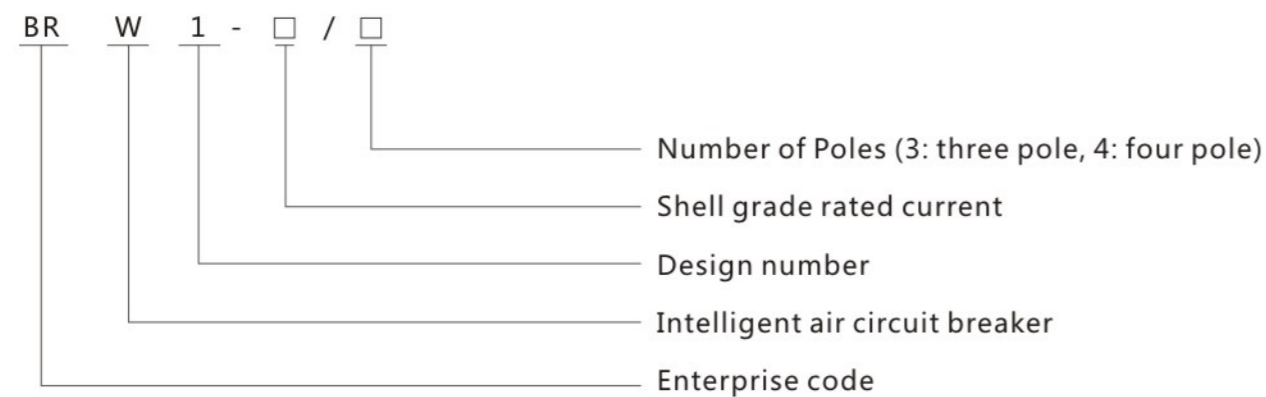 BR W 1 - □ / □
Number of Poles (3: three pole, 4: four pole)
Shell grade rated current
Design number
Intelligent air circuit breaker
Enterprise code